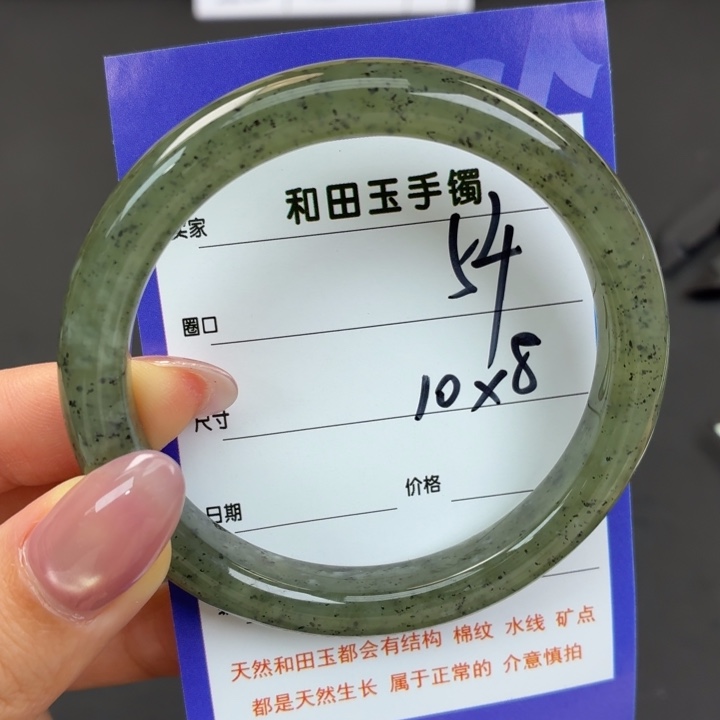 和田玉手镯
卖家
54
圈口
10x8
尺寸
价格
日期
天然和田玉都会有结构 棉纹 水线 矿点
都是天然生长 属于正常的 介意慎拍